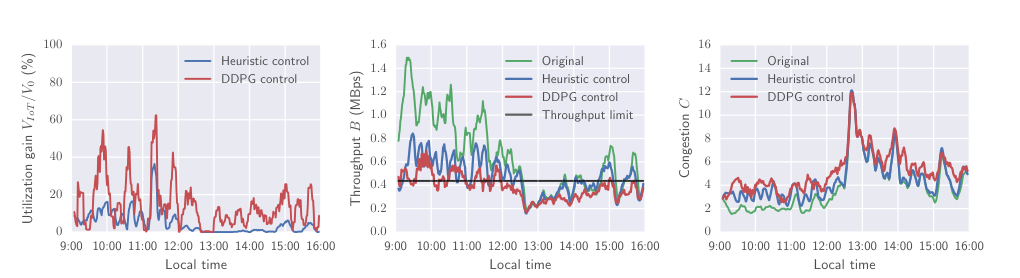 Utilization gain V_IoT/V_0 (%)
100
80
60
40
20
0
Heuristic control
DDPG control
9:00 10:00 11:00 12:00 13:00 14:00 15:00 16:00
Local time
Throughput B (MBps)
1.6
1.4
1.2
1.0
0.8
0.6
0.4
0.2
0.0
Original
Heuristic control
DDPG control
Throughput limit
9:00 10:00 11:00 12:00 13:00 14:00 15:00 16:00
Local time
Congestion C
16
14
12
10
8
6
4
2
0
Original
Heuristic control
DDPG control
9:00 10:00 11:00 12:00 13:00 14:00 15:00 16:00
Local time